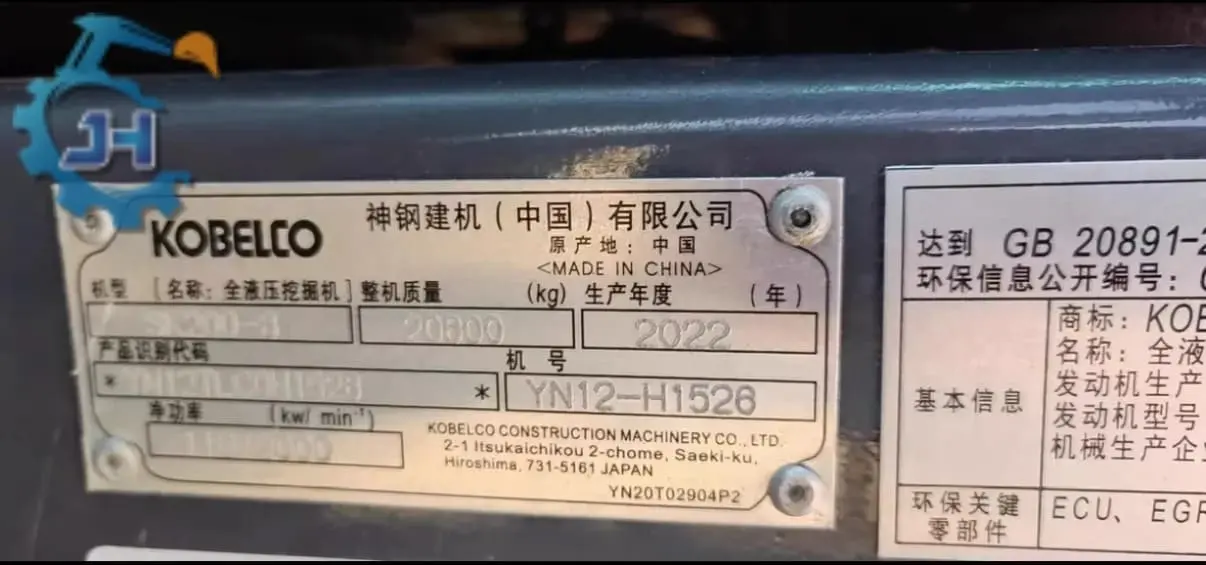 JH
KOBELCO
神钢建机（中国）有限公司
原产地：中国
<MADE IN CHINA>
机型 [名称：全液压挖掘机] 整机质量 (kg) 生产年度 (年)
SK200-8 20600 2022
产品识别代码 机号
* * YN12-H1526
净功率 (kw/ min⁻¹)
KOBELCO CONSTRUCTION MACHINERY CO., LTD.
2-1 Itsukaichikou 2-chome, Saeki-ku,
Hiroshima, 731-5161 JAPAN
YN20T02904P2
达到 GB 20891-2
环保信息公开编号：
基本信息
商标：KOB
名称：全液
发动机生产
发动机型号
机械生产企
环保关键
零部件
ECU、EGR